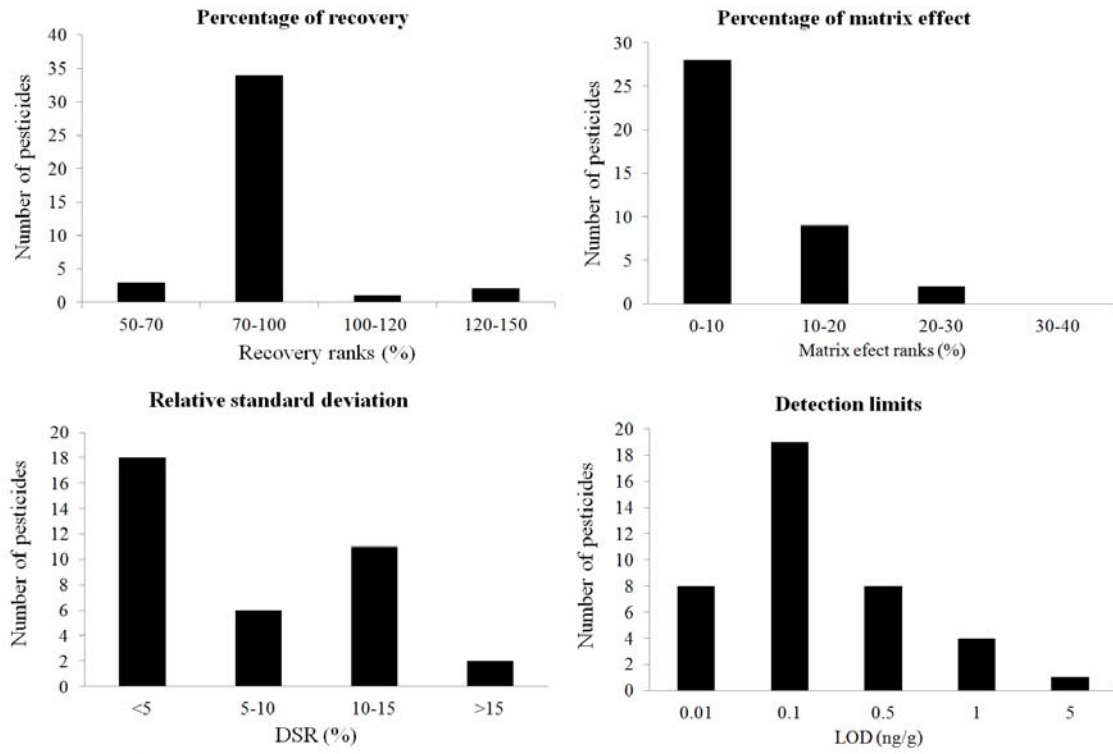 Percentage of recovery
Number of pesticides
40
35
30
25
20
15
10
5
0
50-70 70-100 100-120 120-150
Recovery ranks (%)
Percentage of matrix effect
Number of pesticides
30
25
20
15
10
5
0
0-10 10-20 20-30 30-40
Matrix efect ranks (%)
Relative standard deviation
Number of pesticides
20
18
16
14
12
10
8
6
4
2
0
<5 5-10 10-15 >15
DSR (%)
Detection limits
Number of pesticides
20
18
16
14
12
10
8
6
4
2
0
0.01 0.1 0.5 1 5
LOD (ng/g)